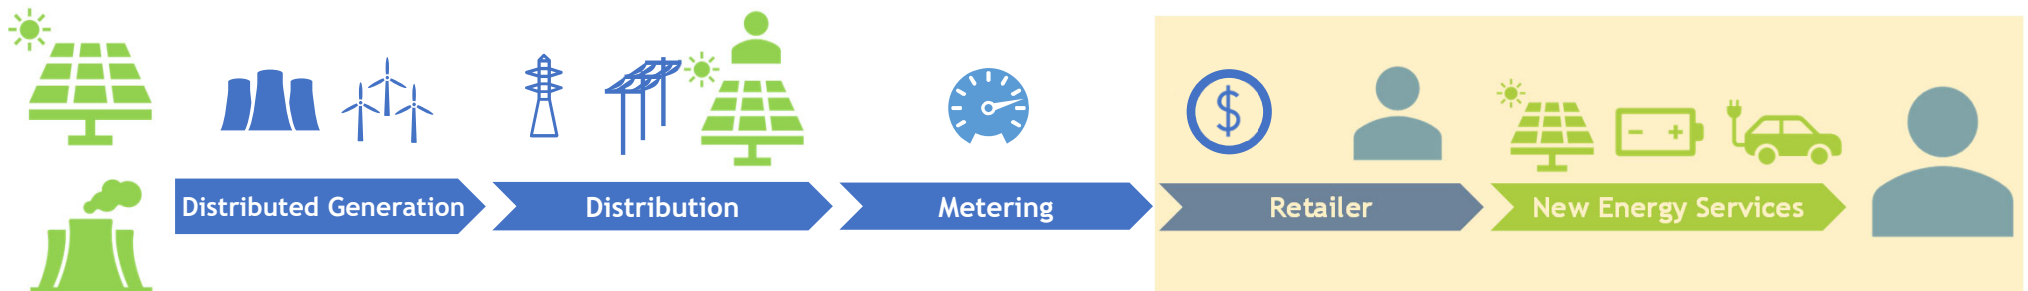 $
Distributed Generation
Distribution
Metering
Retailer
New Energy Services